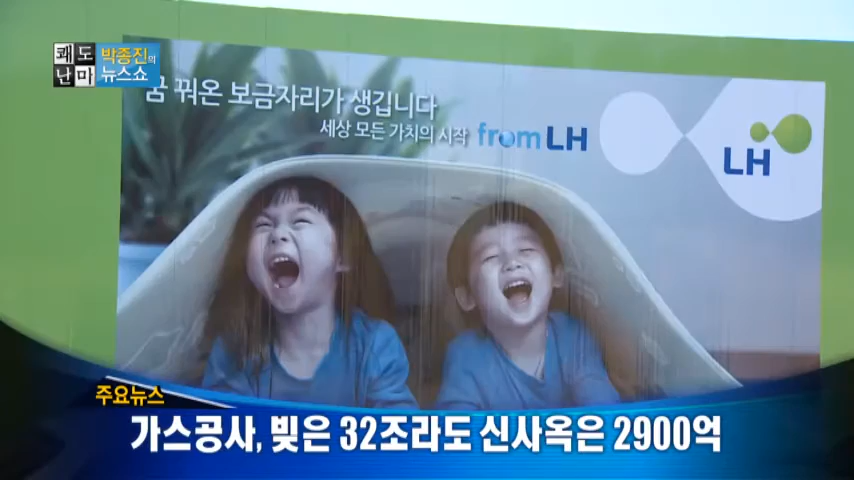 쾌도난마
박종진의
뉴스쇼
꿈 꿔온 보금자리가 생깁니다
세상 모든 가치의 시작 from LH
LH
주요뉴스
가스공사, 빚은 32조라도 신사옥은 2900억